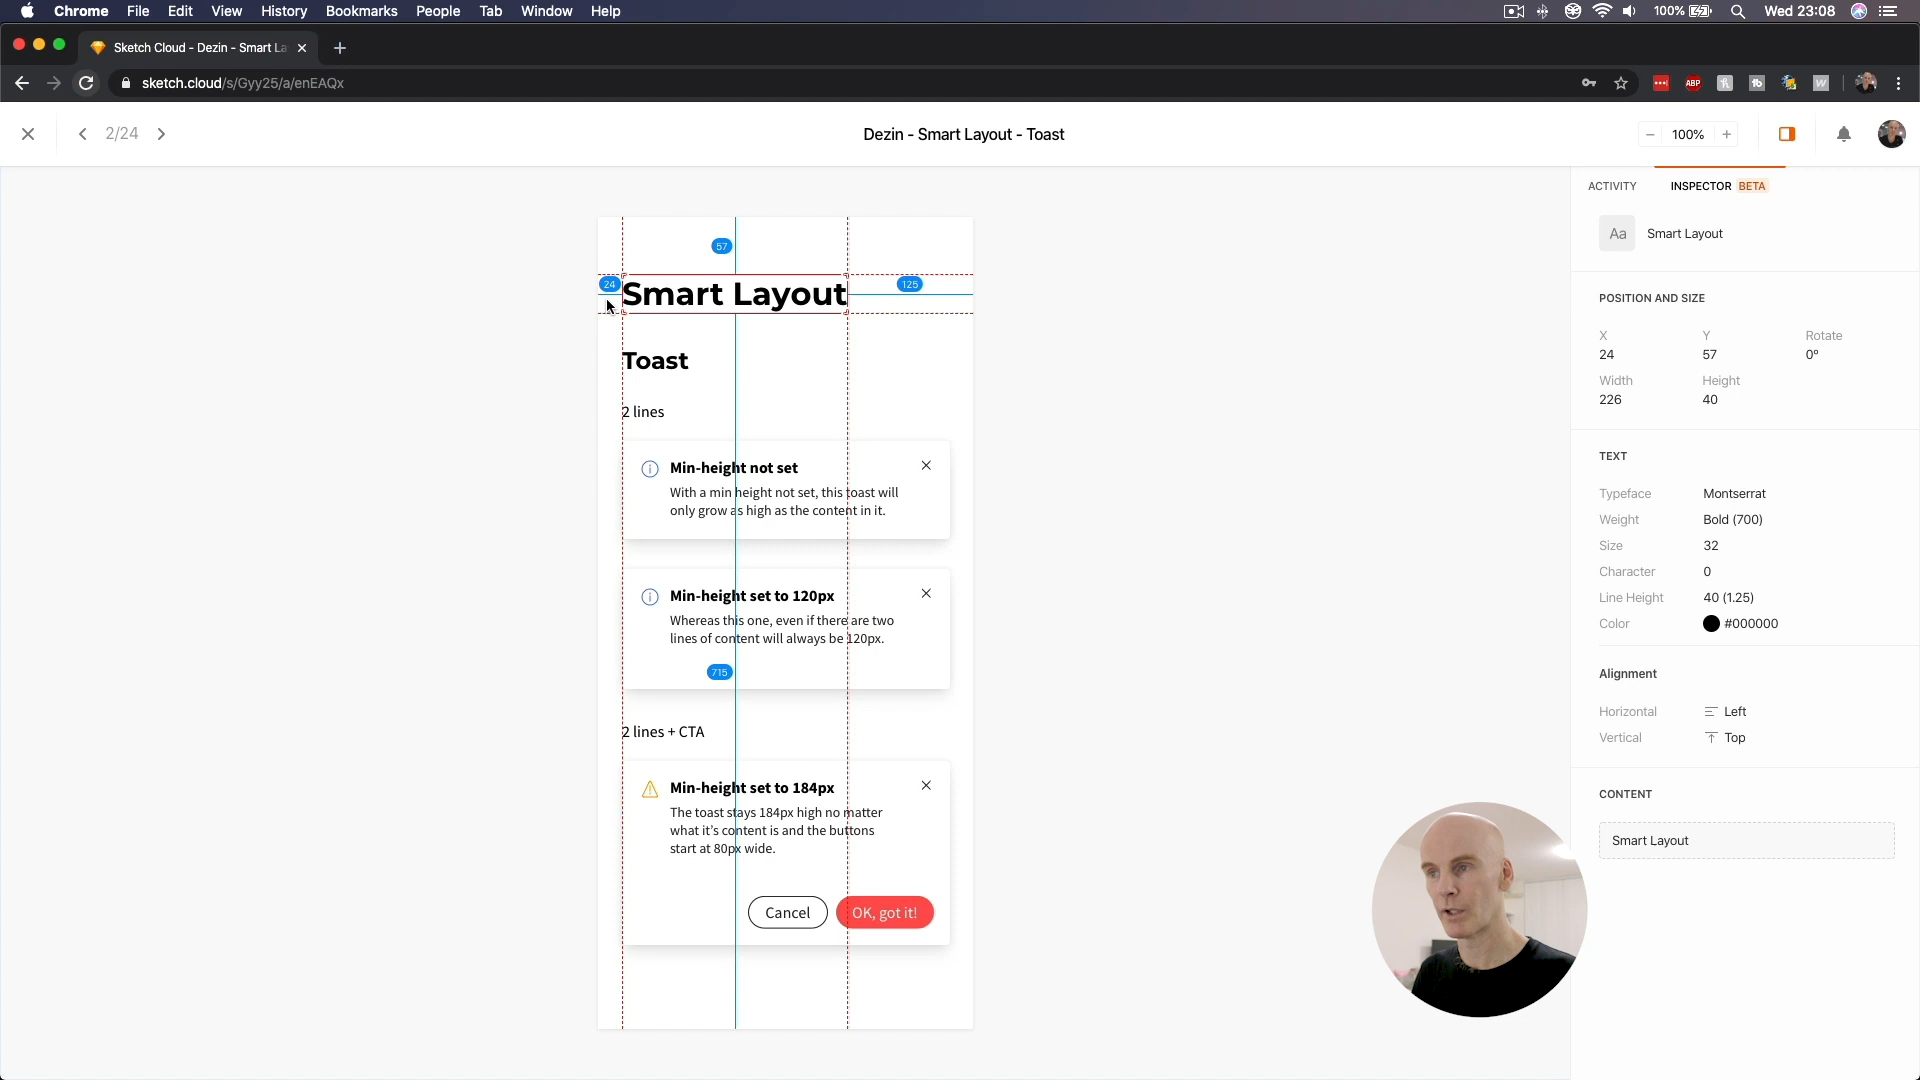 Chrome File Edit View History Bookmarks People Tab Window Help
100% Wed 23:08
Sketch Cloud - Dezin - Smart La
sketch.cloud/s/Gyy25/a/enEAQx
ABP
W
2/24
Dezin - Smart Layout - Toast
100%
ACTIVITY
INSPECTOR BETA
Aa Smart Layout
POSITION AND SIZE
X Y Rotate
24 57 0º
Width Height
226 40
TEXT
Typeface Montserrat
Weight Bold (700)
Size 32
Character 0
Line Height 40 (1.25)
Color #000000
Alignment
Horizontal Left
Vertical Top
CONTENT
Smart Layout
57
24
125
Smart Layout
Toast
2 lines
Min-height not set
With a min height not set, this toast will
only grow as high as the content in it.
Min-height set to 120px
Whereas this one, even if there are two
lines of content will always be 120px.
715
2 lines + CTA
Min-height set to 184px
The toast stays 184px high no matter
what it's content is and the buttons
start at 80px wide.
Cancel
OK, got it!